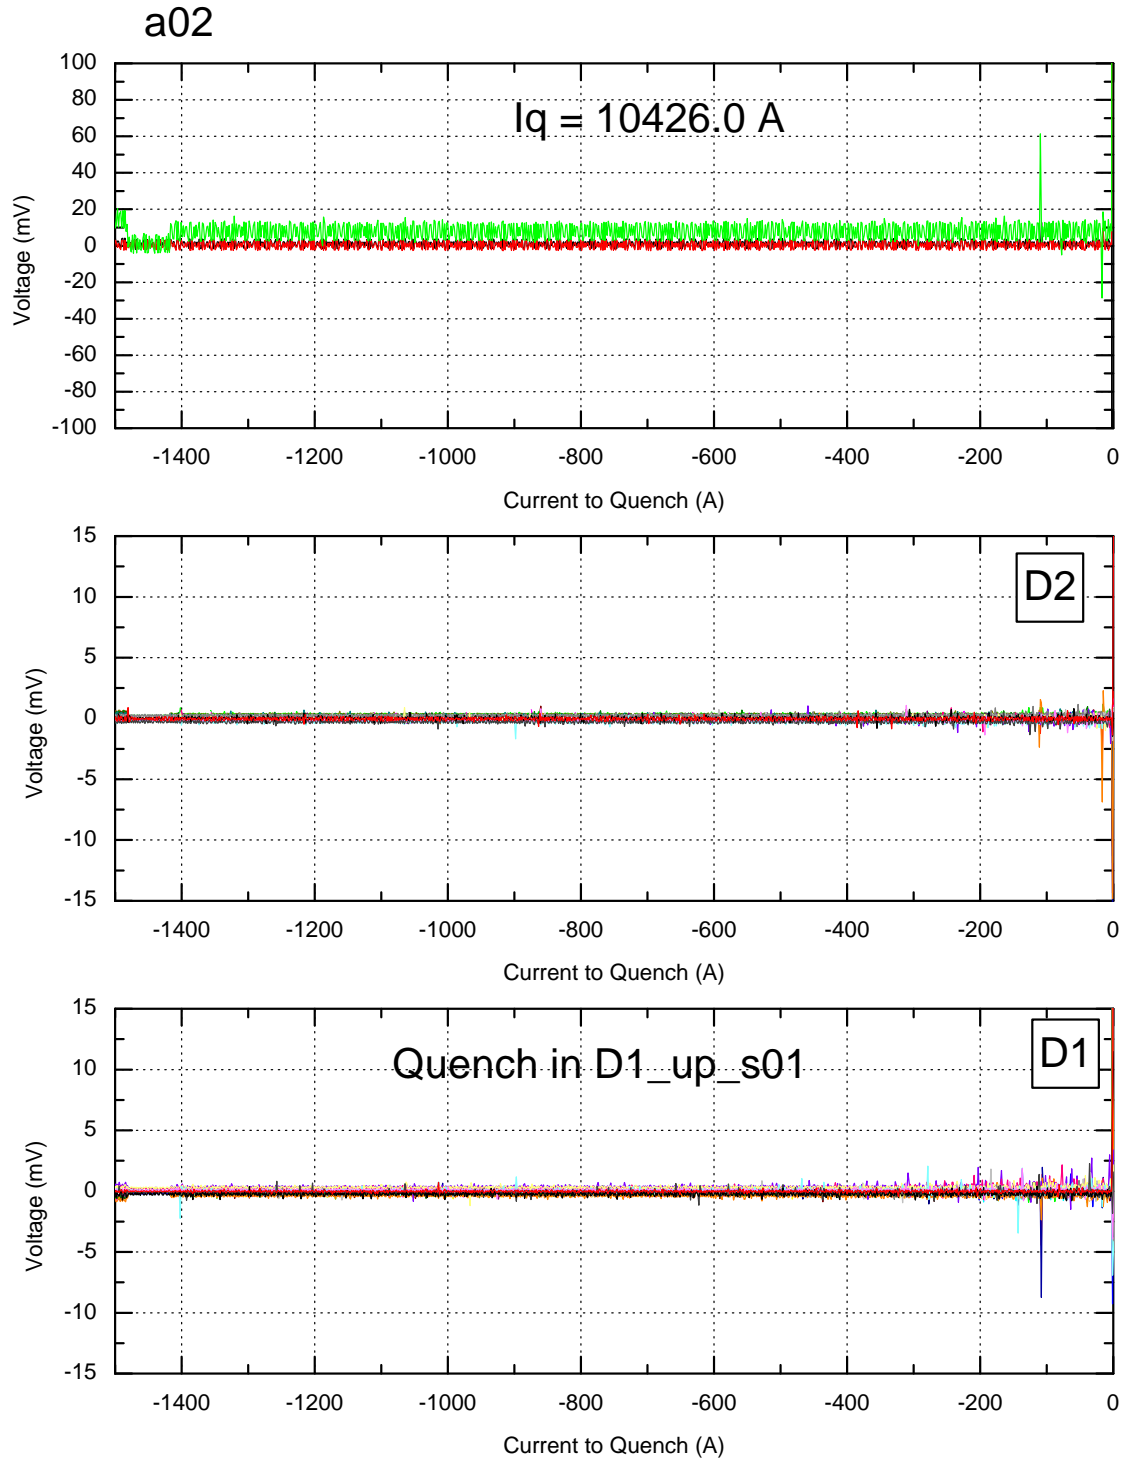 a02
Iq = 10426.0 A
Voltage (mV)
100
80
60
40
20
0
-20
-40
-60
-80
-100
-1400 -1200 -1000 -800 -600 -400 -200 0
Current to Quench (A)
D2
Voltage (mV)
15
10
5
0
-5
-10
-15
-1400 -1200 -1000 -800 -600 -400 -200 0
Current to Quench (A)
Quench in D1_up_s01
D1
Voltage (mV)
15
10
5
0
-5
-10
-15
-1400 -1200 -1000 -800 -600 -400 -200 0
Current to Quench (A)